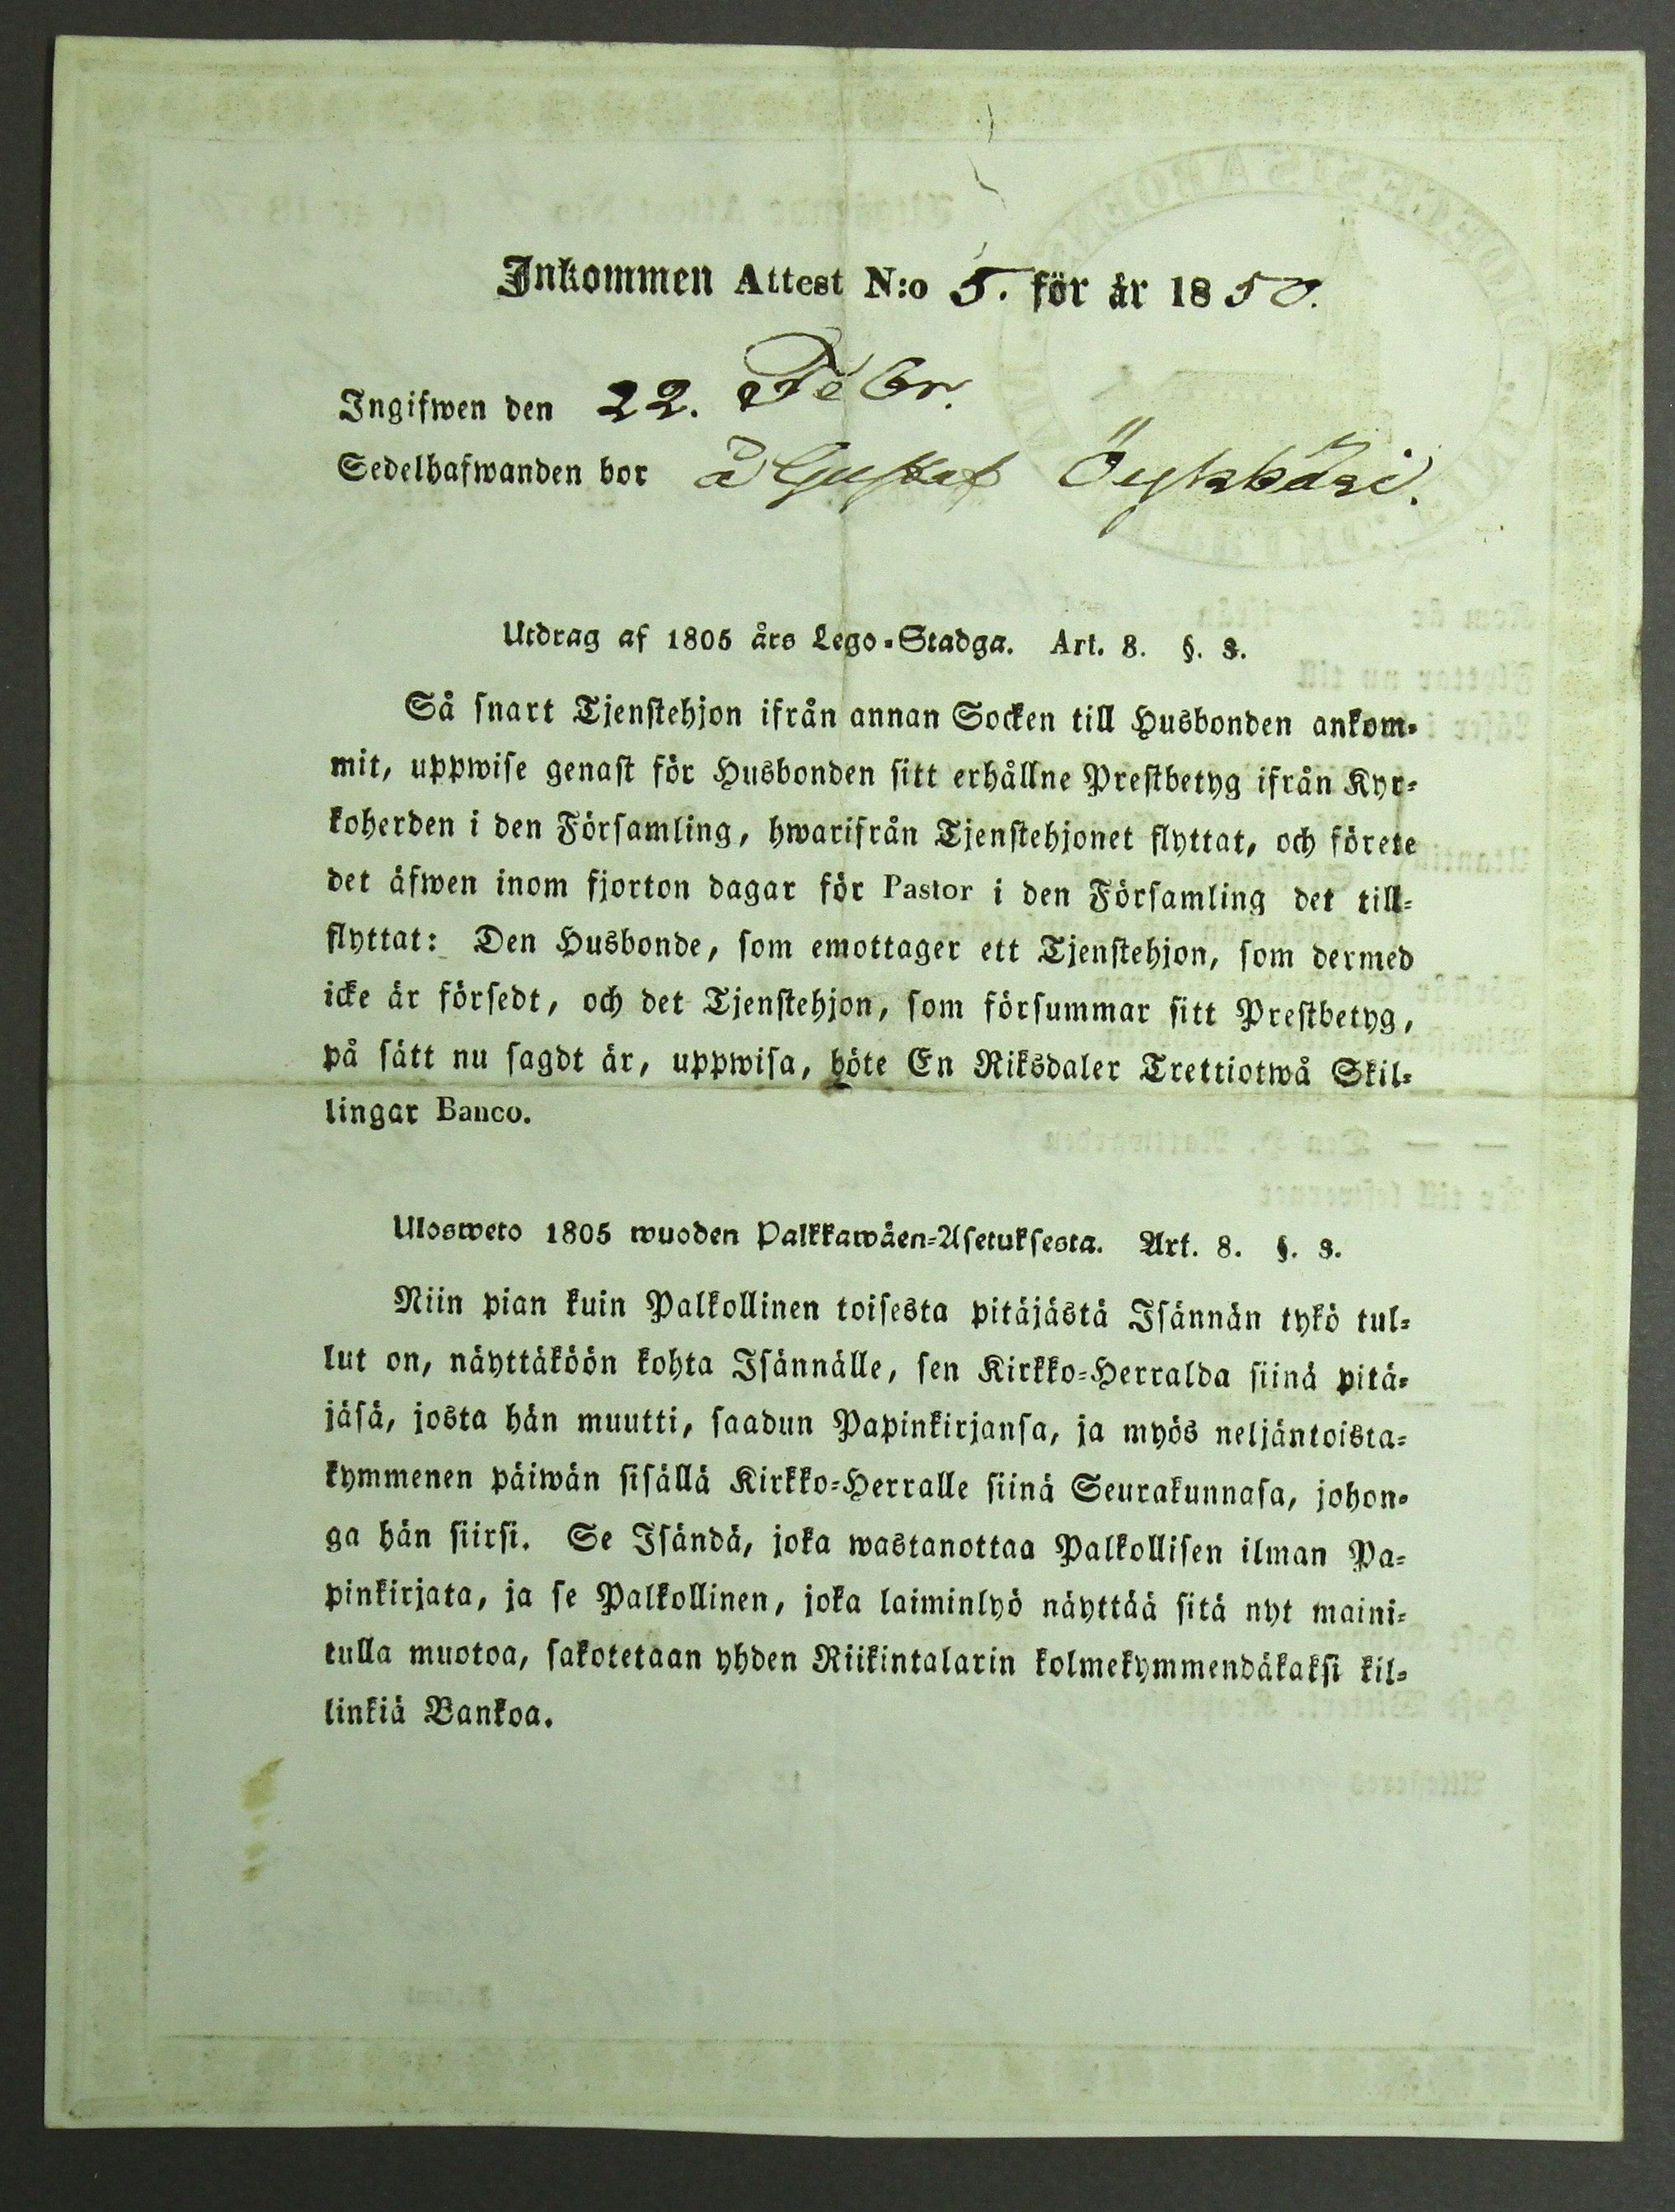 Inkommen Attest N:o 5. för år 1850.
Ingifwen den 22. Febr.
Sedelhafwanden bor å Gustaf
Utdrag af 1805 års Lego-Stadga. Art. 8. §. 3.
Så snart Tjenstehjon ifrån annan Socken till Husbonden ankom-
mit, uppwise genast för Husbonden sitt erhållne Prestbetyg ifrån Kyr-
koherden i den Församling, hwarifrån Tjenstehjonet flyttat, och förete
det äfwen inom fjorton dagar för Pastor i den Församling det till-
flyttat: Den Husbonde, som emottager ett Tjenstehjon, som dermed
icke är försedt, och det Tjenstehjon, som försummar sitt Prestbetyg,
på sätt nu sagdt är, uppwisa, böte En Riksdaler Trettiotwå Skil-
lingar Banco.
Ulosweto 1805 wuoden Palkkawäen-Asetuksesta. Art. 8. §. 3.
Niin pian kuin Palkollinen toisesta pitäjästä Isännän tykö tul-
lut on, näyttäköön kohta Isännälle, sen Kirkko-Herralda siinä pitä-
jäsä, josta hän muutti, saadun Papinkirjansa, ja myös neljäntoista-
kymmenen päiwän sisällä Kirkko-Herralle siinä Seurakunnasa, johon-
ga hän siirsi. Se Isändä, joka wastanottaa Palkollisen ilman Pa-
pinkirjata, ja se Palkollinen, joka laiminlyö näyttää sitä nyt maini-
tulla muotoa, sakotetaan yhden Riikintalarin kolmekymmendäkaksi kil-
linkiä Bankoa.